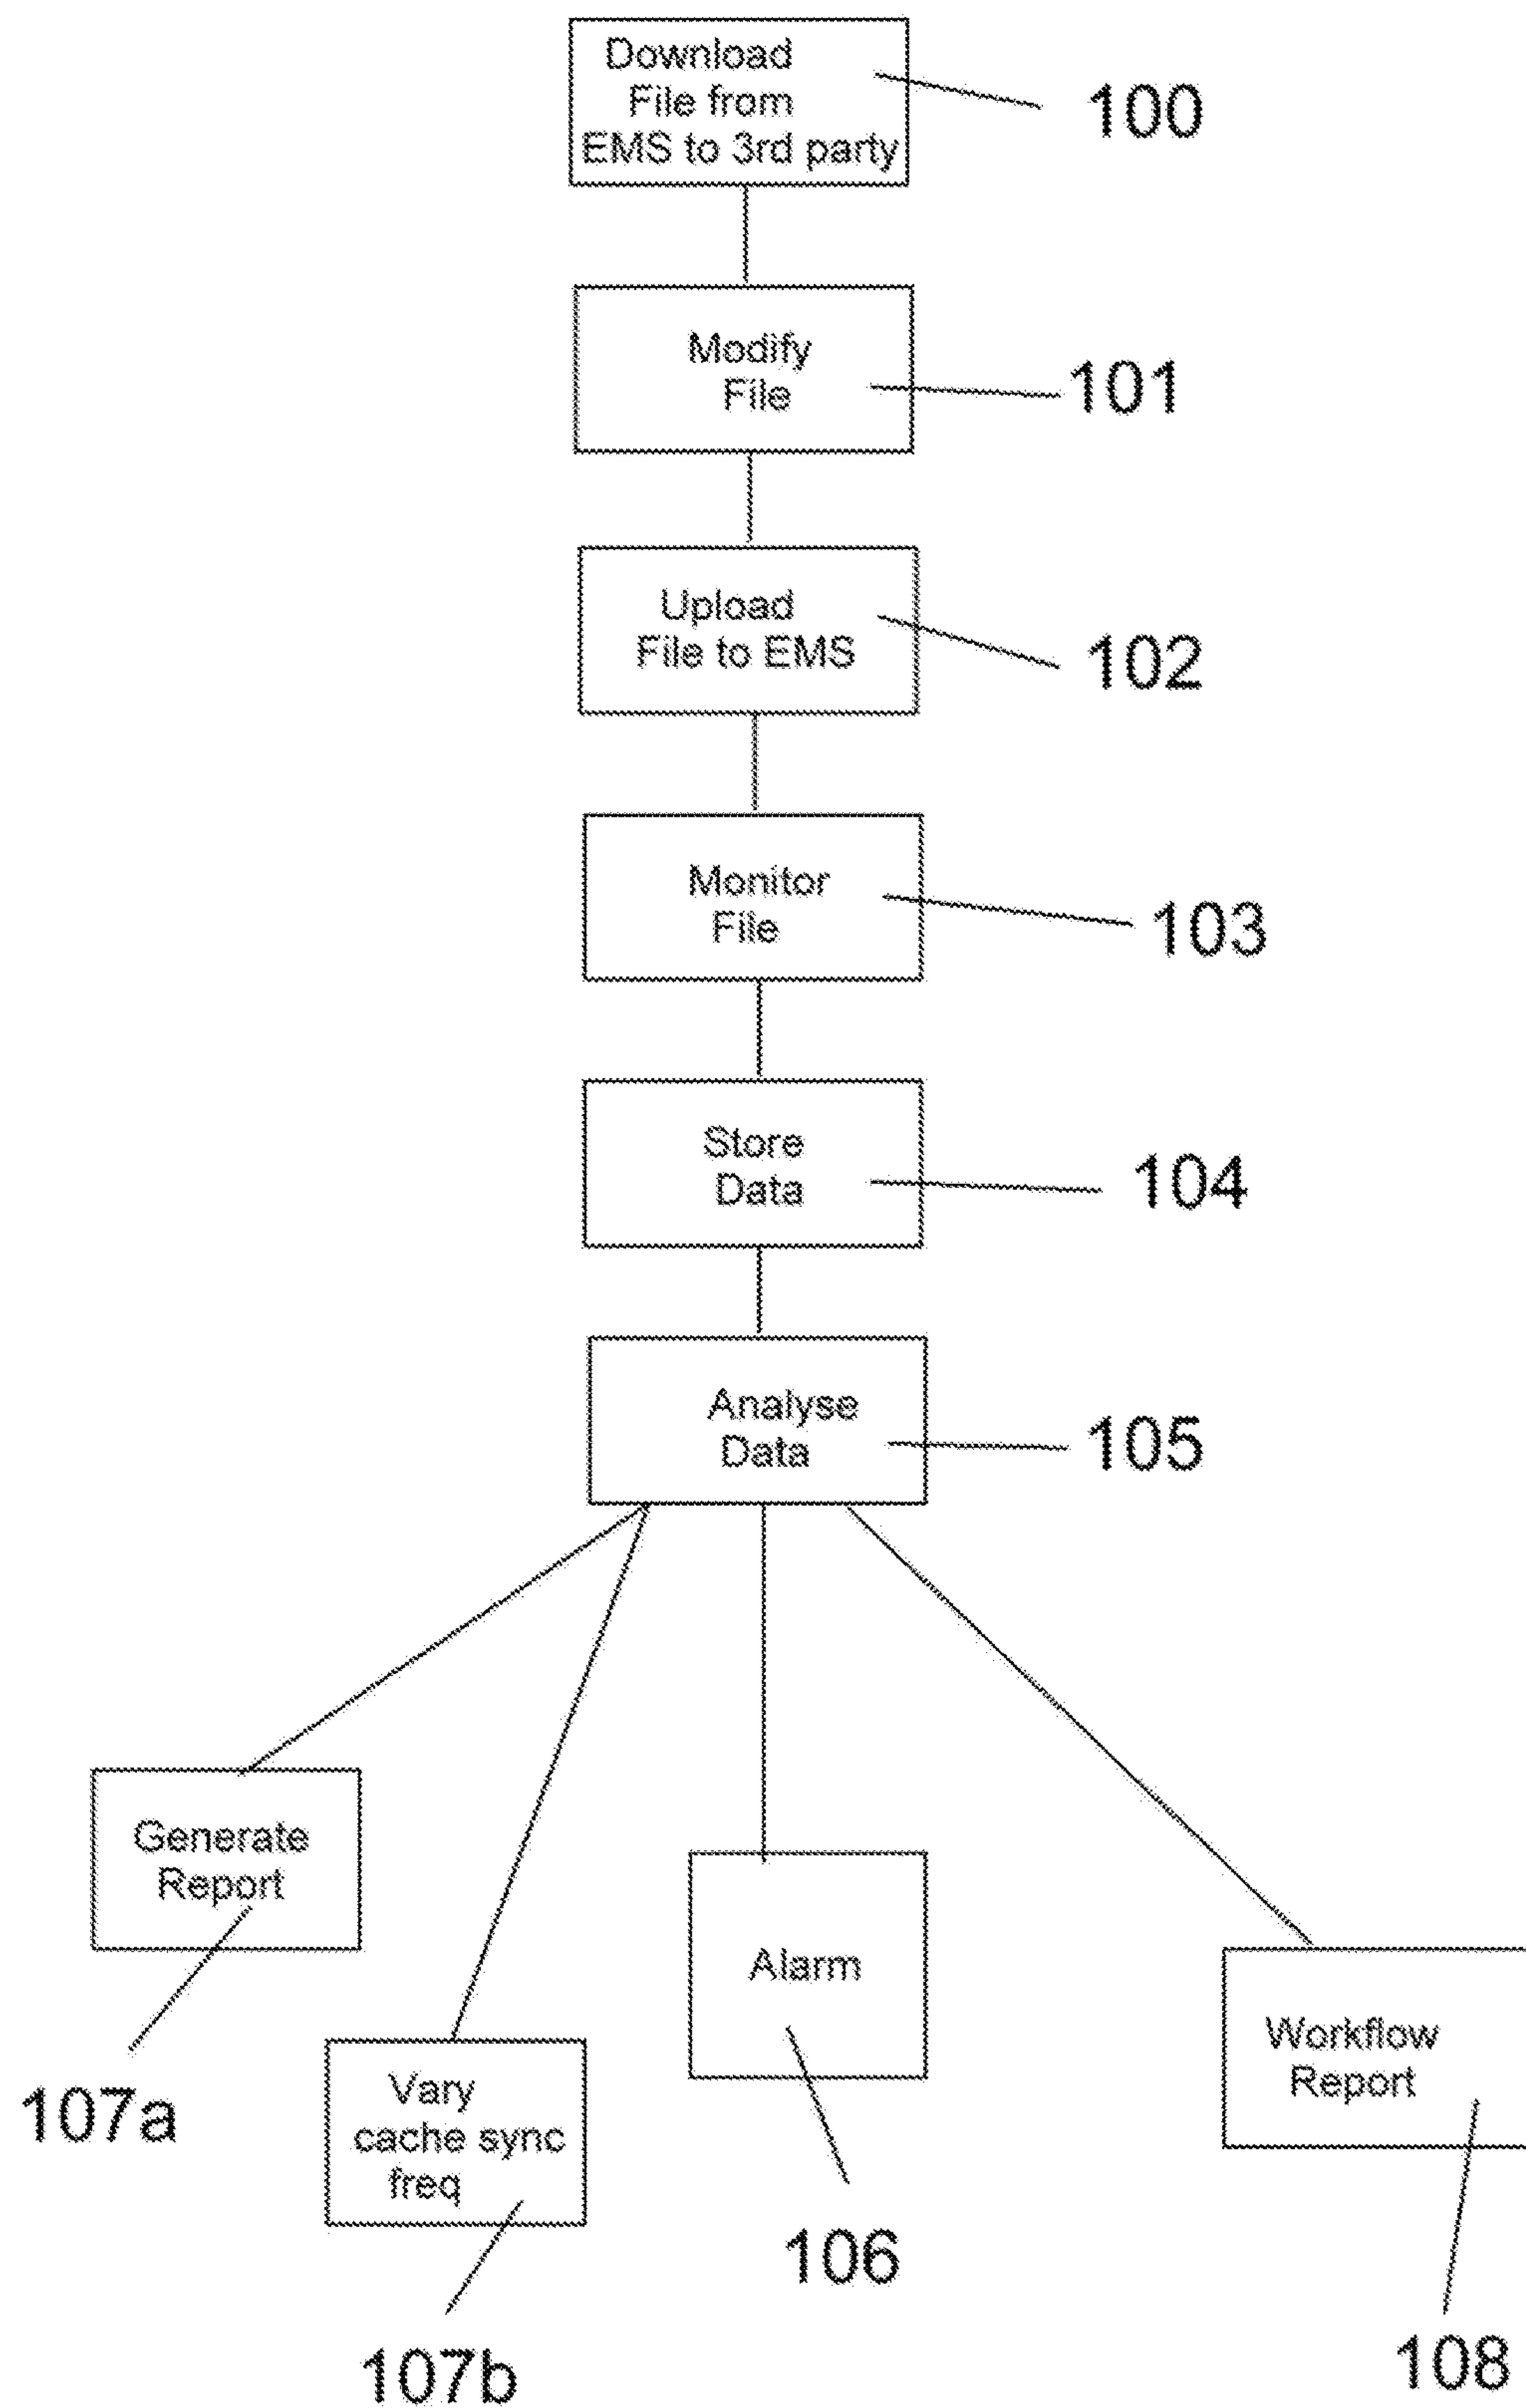 Download
File from
EMS to 3rd party
100
Modify
File
101
Upload
File to EMS
102
Monitor
File
103
Store
Data
104
Analyse
Data
105
Generate
Report
107a
Vary
cache sync
freq
107b
Alarm
106
Workflow
Report
108